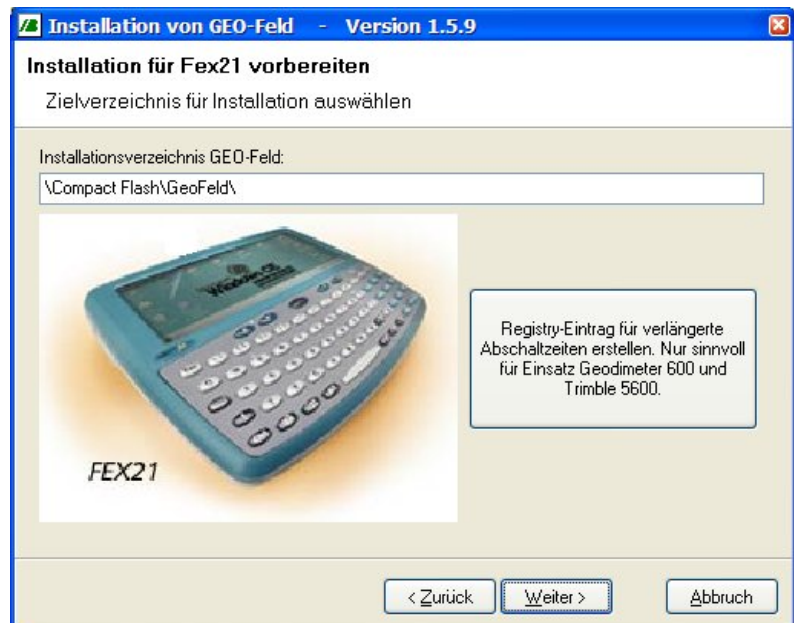 Installation von GEO-Feld - Version 1.5.9
Installation für Fex21 vorbereiten
Zielverzeichnis für Installation auswählen
Installationsverzeichnis GEO-Feld:
\Compact Flash\GeoFeld\
Windows CE
FEX21
Registry-Eintrag für verlängerte
Abschaltzeiten erstellen. Nur sinnvoll
für Einsatz Geodimeter 600 und
Trimble 5600.
< Zurück
Weiter >
Abbruch